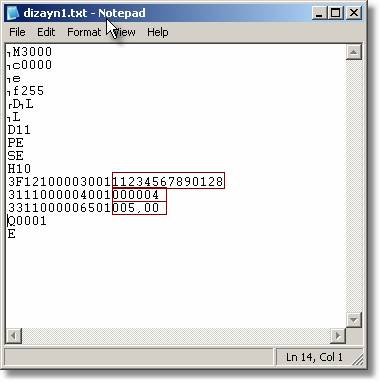 dizayn1.txt - Notepad
File Edit Format View Help
┐M3000
┐c0000
┐e
┐f255
┌D┐L
┐L
D11
PE
SE
H10
3F1210000300111234567890128
3111000004001000004
3311000006501005,00
Q0001
E
Ln 14, Col 1